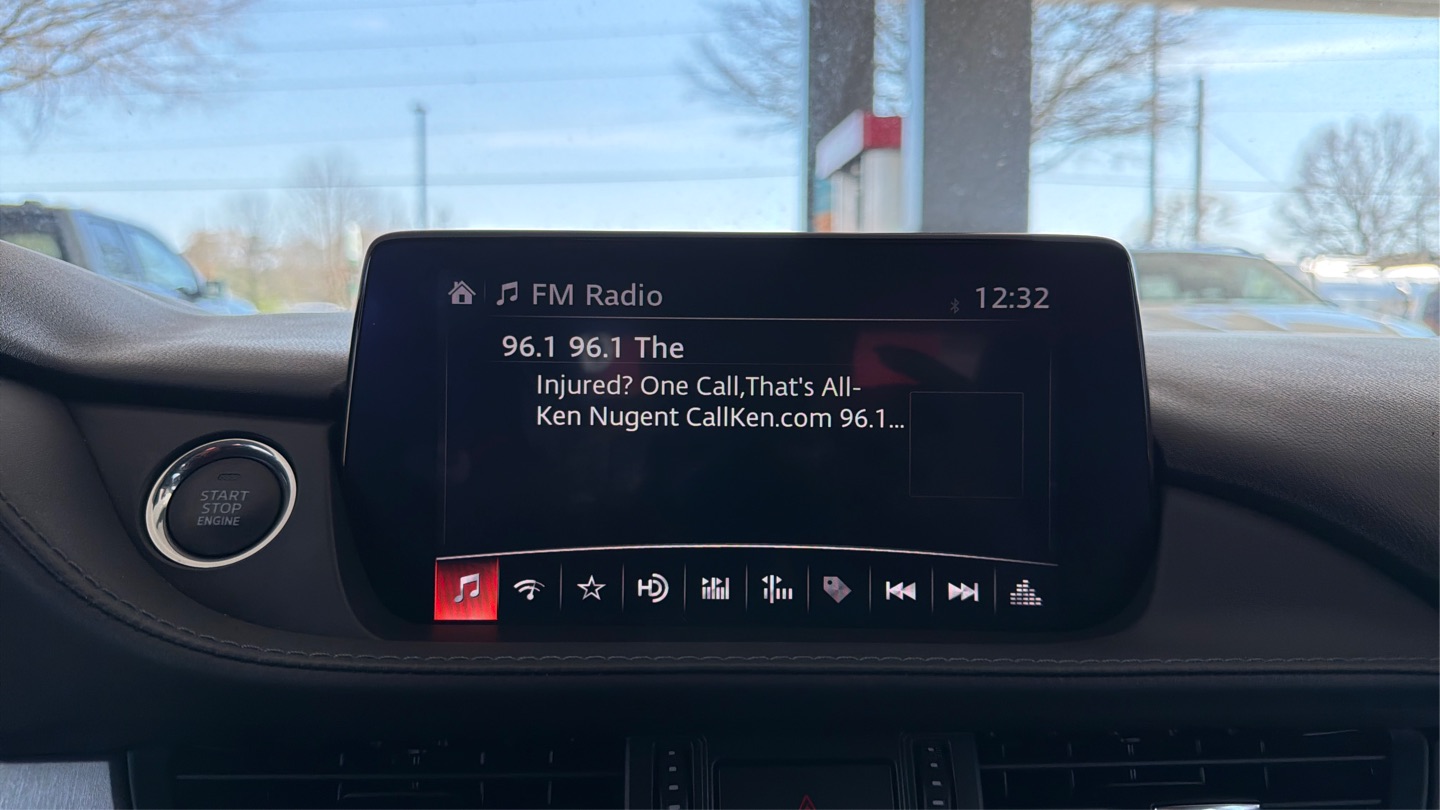 FM Radio
12:32
96.1 96.1 The
Injured? One Call,That's All-
Ken Nugent CallKen.com 96.1...
START
STOP
ENGINE
HD